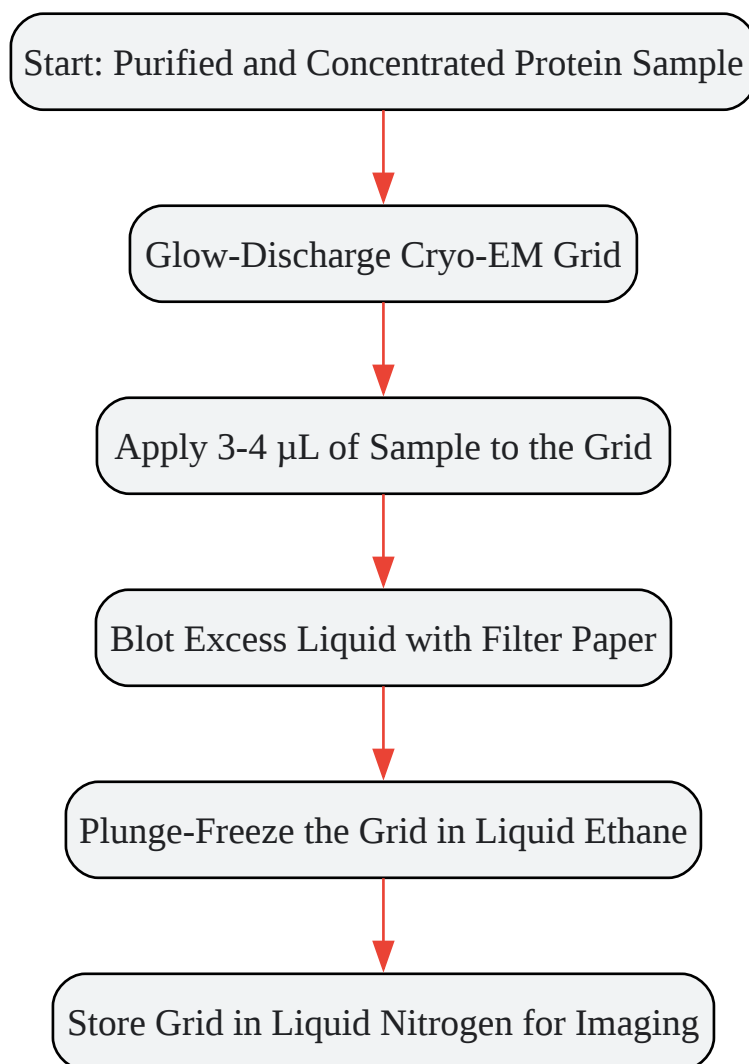 Start: Purified and Concentrated Protein Sample
Glow-Discharge Cryo-EM Grid
Apply 3-4 µL of Sample to the Grid
Blot Excess Liquid with Filter Paper
Plunge-Freeze the Grid in Liquid Ethane
Store Grid in Liquid Nitrogen for Imaging